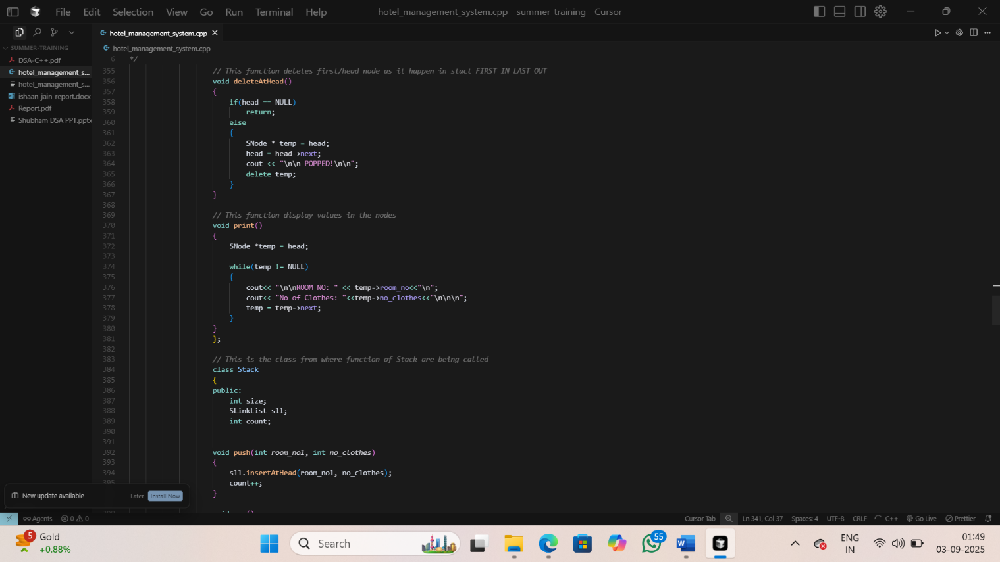 File Edit Selection View Go Run Terminal Help
hotel_management_system.cpp - summer-training - Cursor
hotel_management_system.cpp
SUMMER-TRAINING
DSA-C++.pdf
hotel_management_s...
hotel_management_s...
ishaan-jain-report.docx
Report.pdf
Shubham DSA PPT.pptx
hotel_management_system.cpp
6 */
355 // This function deletes first/head node as it happen in stact FIRST IN LAST OUT
356 void deleteAtHead()
357 {
358 if(head == NULL)
359 return;
360 else
361 {
362 SNode * temp = head;
363 head = head->next;
364 cout << "\n\n POPPED!\n\n";
365 delete temp;
366 }
367 }
368
369 // This function display values in the nodes
370 void print()
371 {
372 SNode *temp = head;
373
374 while(temp != NULL)
375 {
376 cout<< "\n\nROOM NO: " << temp->room_no<<"\n";
377 cout<< "No of Clothes: "<<temp->no_clothes<<"\n\n\n";
378 temp = temp->next;
379 }
380 }
381 };
382
383 // This is the class from where function of Stack are being called
384 class Stack
385 {
386 public:
387 int size;
388 SLinkList sll;
389 int count;
390
391
392 void push(int room_no1, int no_clothes)
393 {
394 sll.insertAtHead(room_no1, no_clothes);
395 count++;
}
New update available Later Install Now
Agents 0 0
Cursor Tab Ln 341, Col 37 Spaces: 4 UTF-8 CRLF C++ Go Live Prettier
5 Gold
+0.88%
Search
55
ENG
IN
01:49
03-09-2025